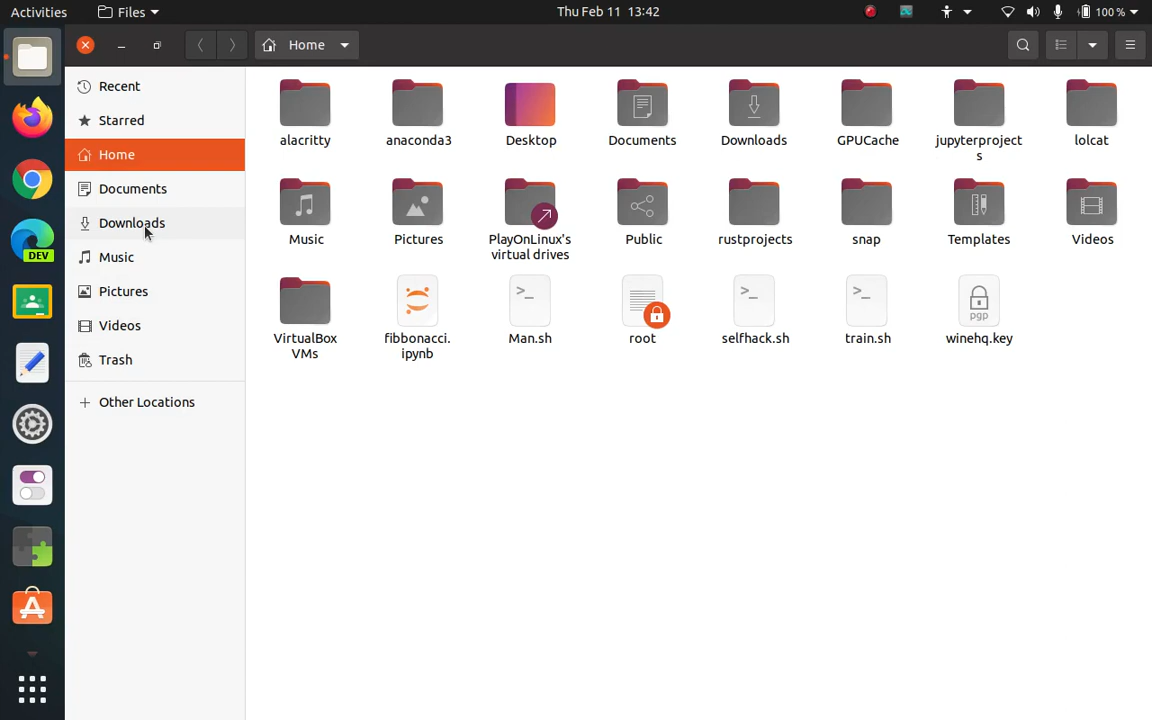 Activities
Files
Thu Feb 11 13:42
100 %
Home
Recent
Starred
Home
Documents
Downloads
Music
Pictures
Videos
Trash
Other Locations
DEV
alacritty
anaconda3
Desktop
Documents
Downloads
GPUCache
jupyterproject
s
lolcat
Music
Pictures
PlayOnLinux's
virtual drives
Public
rustprojects
snap
Templates
Videos
VirtualBox
VMs
fibbonacci.
ipynb
>_
Man.sh
root
>_
selfhack.sh
>_
train.sh
pgp
winehq.key